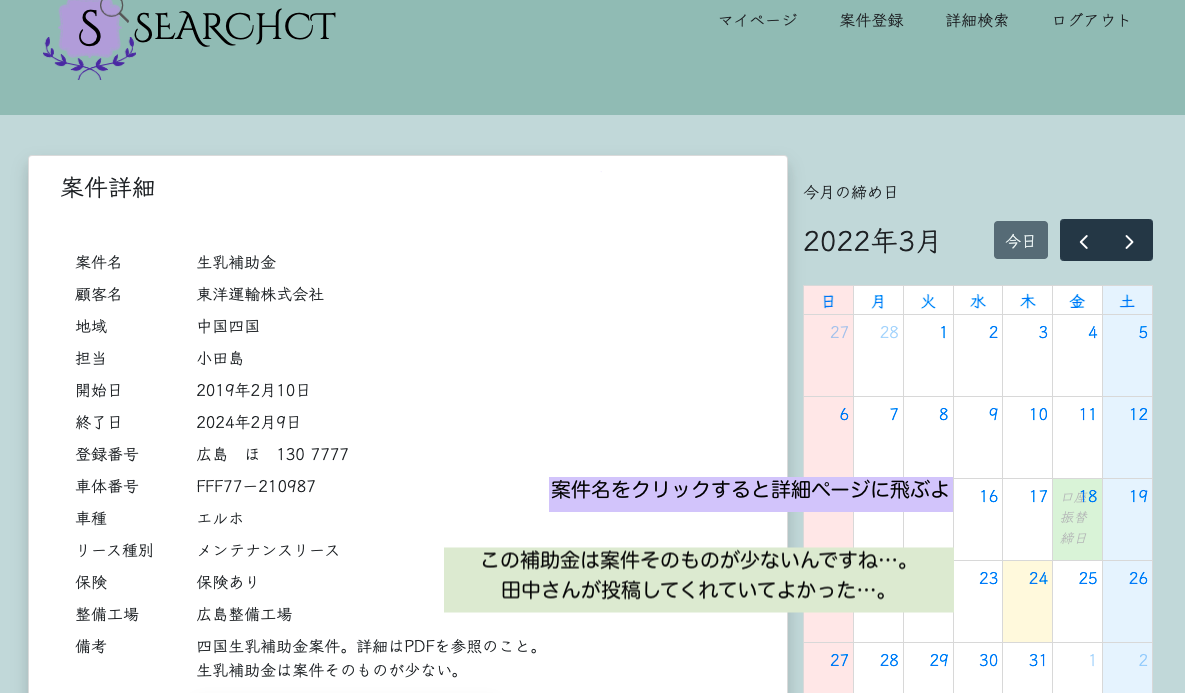 S SEARCHCT
マイページ 案件登録 詳細検索 ログアウト
案件詳細
案件名 生乳補助金
顧客名 東洋運輸株式会社
地域 中国四国
担当 小田島
開始日 2019年2月10日
終了日 2024年2月9日
登録番号 広島　ほ　130 7777
車体番号 FFF77ー210987
車種 エルホ
リース種別 メンテナンスリース
保険 保険あり
整備工場 広島整備工場
備考 四国生乳補助金案件。詳細はPDFを参照のこと。
生乳補助金は案件そのものが少ない。
案件名をクリックすると詳細ページに飛ぶよ
この補助金は案件そのものが少ないんですね…。
田中さんが投稿してくれていてよかった…。
今月の締め日
2022年3月 今日
日 月 火 水 木 金 土
27 28 1 2 3 4 5
6 7 8 9 10 11 12
16 17 18 19
口座
振替
締日
23 24 25 26
27 28 29 30 31 1 2